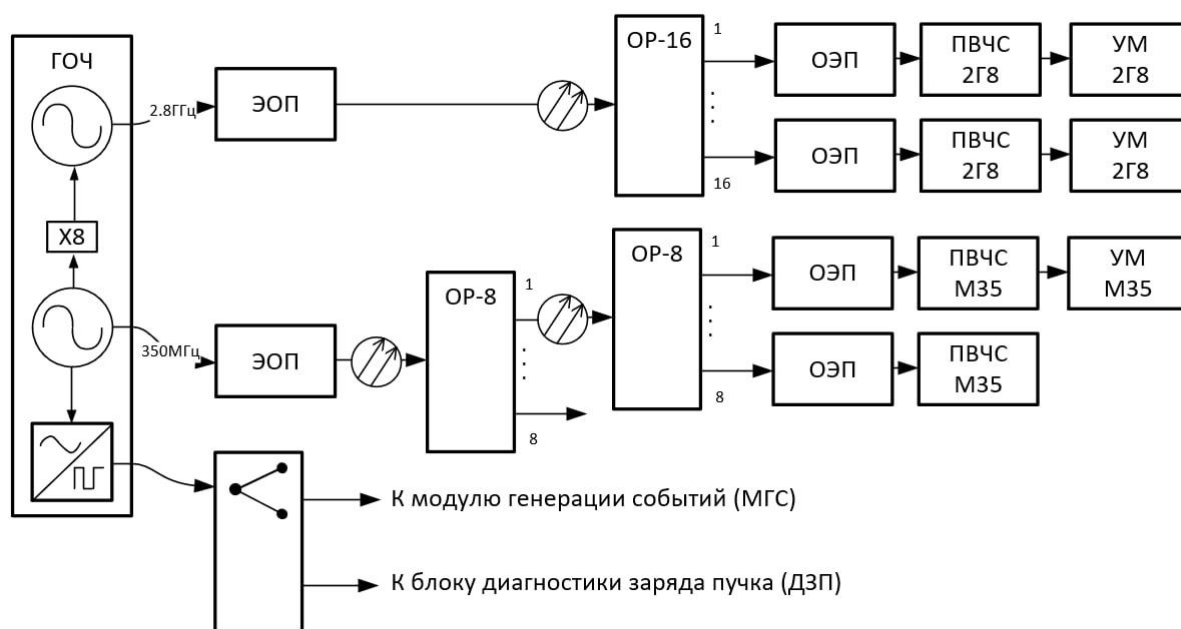 ГОЧ
2.8ГГц
ЭОП
ОР-16
1
16
ОЭП
ПВЧС
2Г8
УМ
2Г8
ОЭП
ПВЧС
2Г8
УМ
2Г8
X8
350МГц
ЭОП
ОР-8
1
8
ОР-8
1
8
ОЭП
ПВЧС
М35
УМ
М35
ОЭП
ПВЧС
М35
К модулю генерации событий (МГС)
К блоку диагностики заряда пучка (ДЗП)